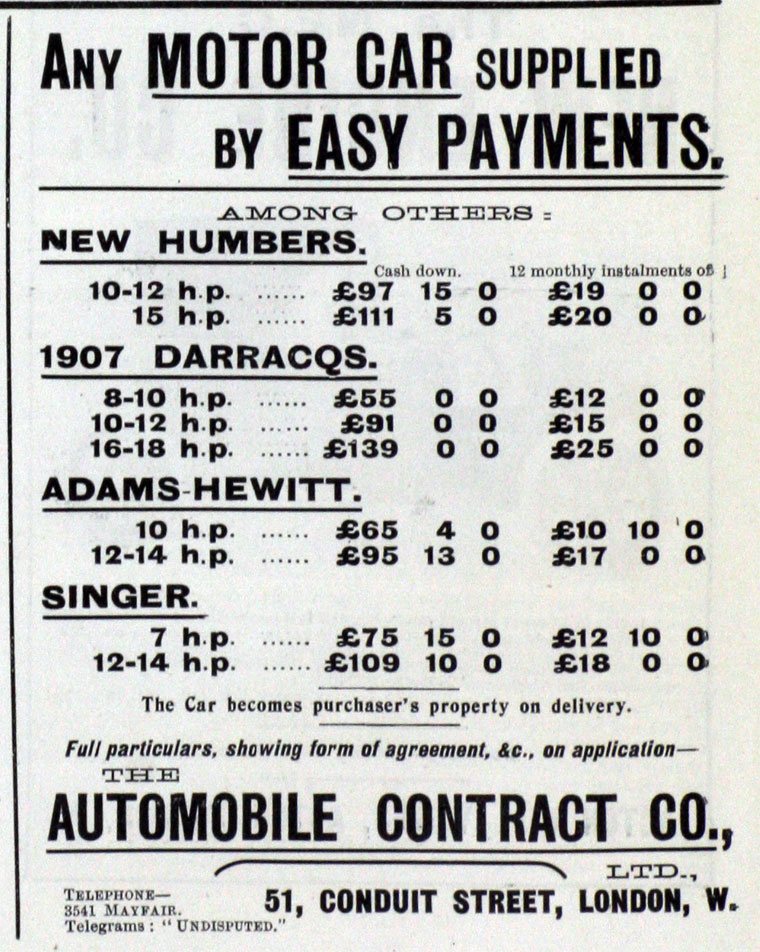 ANY MOTOR CAR SUPPLIED
BY EASY PAYMENTS.
AMONG OTHERS:
NEW HUMBERS.
Cash down. 12 monthly instalments of
10-12 h.p. ...... £97 15 0 £19 0 0
15 h.p. ...... £111 5 0 £20 0 0
1907 DARRACQS.
8-10 h.p. ...... £55 0 0 £12 0 0
10-12 h.p. ...... £91 0 0 £15 0 0
16-18 h.p. ...... £139 0 0 £25 0 0
ADAMS-HEWITT.
10 h.p. ...... £65 4 0 £10 10 0
12-14 h.p. ...... £95 13 0 £17 0 0
SINGER.
7 h.p. ...... £75 15 0 £12 10 0
12-14 h.p. ...... £109 10 0 £18 0 0
The Car becomes purchaser's property on delivery.
Full particulars, showing form of agreement, &c., on application—
THE
AUTOMOBILE CONTRACT CO.,
LTD.,
51, CONDUIT STREET, LONDON, W.
TELEPHONE—
3541 MAYFAIR.
Telegrams: "UNDISPUTED."